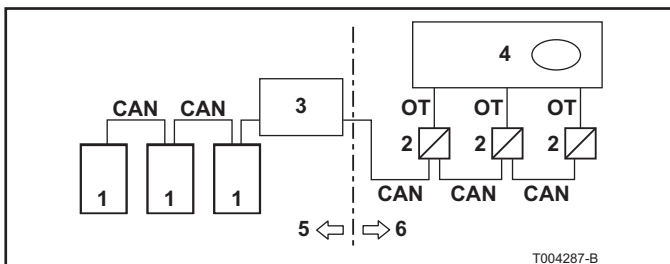 4
CAN CAN 3 OT OT OT
2 2 2
1 1 1 CAN CAN CAN
5 6
T004287-B